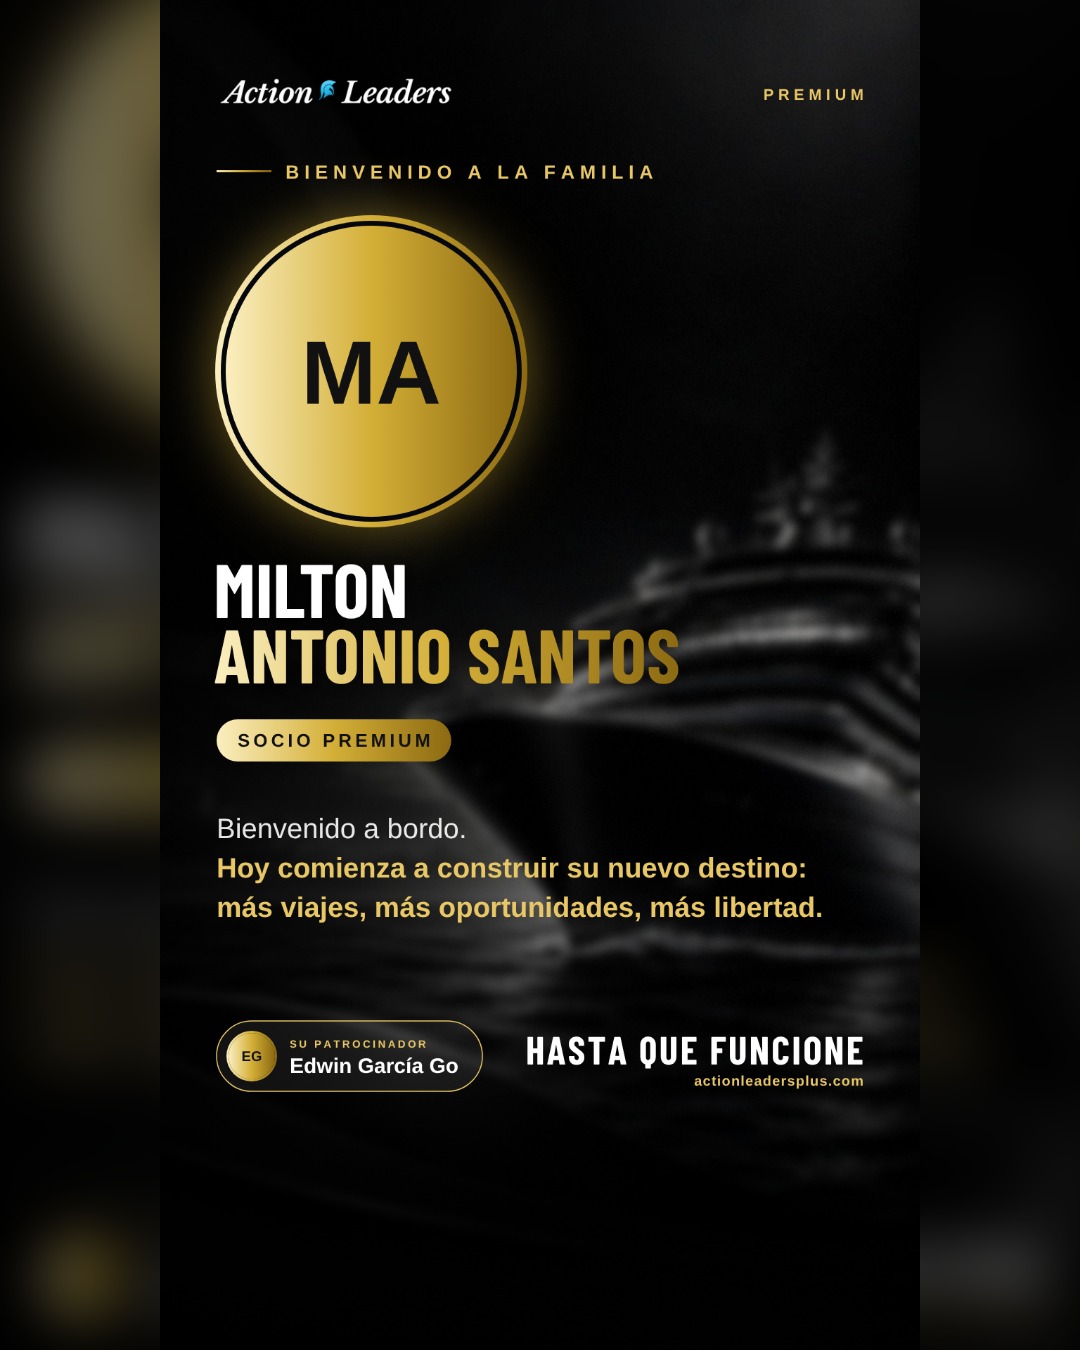 Action Leaders
PREMIUM
BIENVENIDO A LA FAMILIA
MA
MILTON
ANTONIO SANTOS
SOCIO PREMIUM
Bienvenido a bordo.
Hoy comienza a construir su nuevo destino:
más viajes, más oportunidades, más libertad.
EG
SU PATROCINADOR
Edwin García Go
HASTA QUE FUNCIONE
actionleadersplus.com